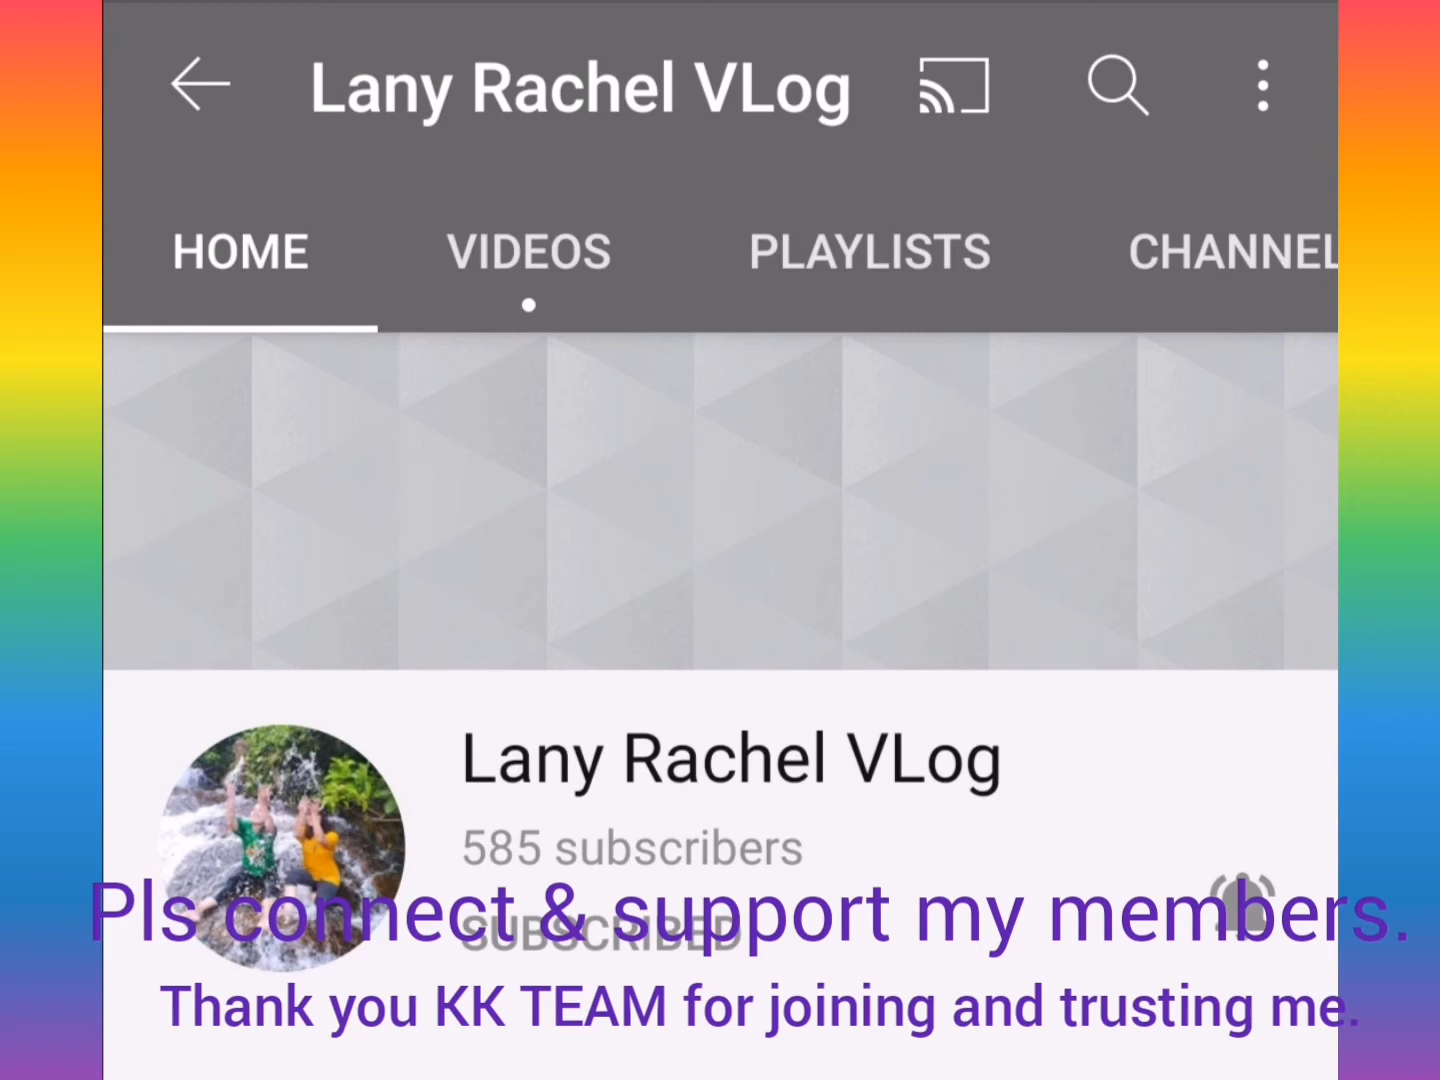 Lany Rachel VLog
HOME VIDEOS PLAYLISTS CHANNEL
Lany Rachel VLog
585 subscribers
SUBSCRIBED
Pls connect & support my members.
Thank you KK TEAM for joining and trusting me.